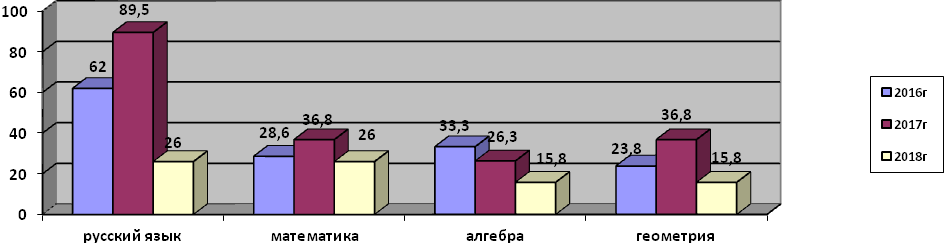 100
80
60
40
20
0
62
89,5
26
28,6
36,8
26
33,3
26,3
15,8
23,8
36,8
15,8
русский язык
математика
алгебра
геометрия
2016г
2017г
2018г